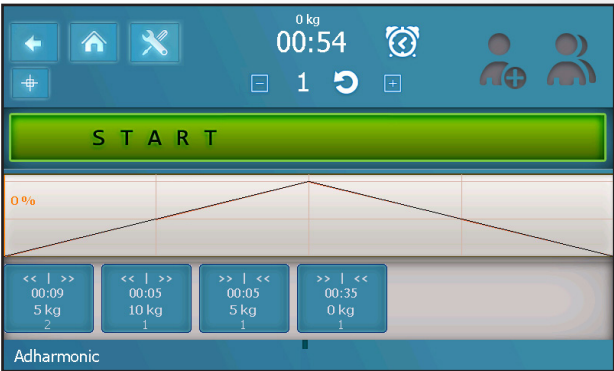 0 kg
00:54
1
START
0 %
<< | >>
00:09
5 kg
2
<< | >>
00:05
10 kg
1
>> | <<
00:05
5 kg
1
>> | <<
00:35
0 kg
1
Adharmonic